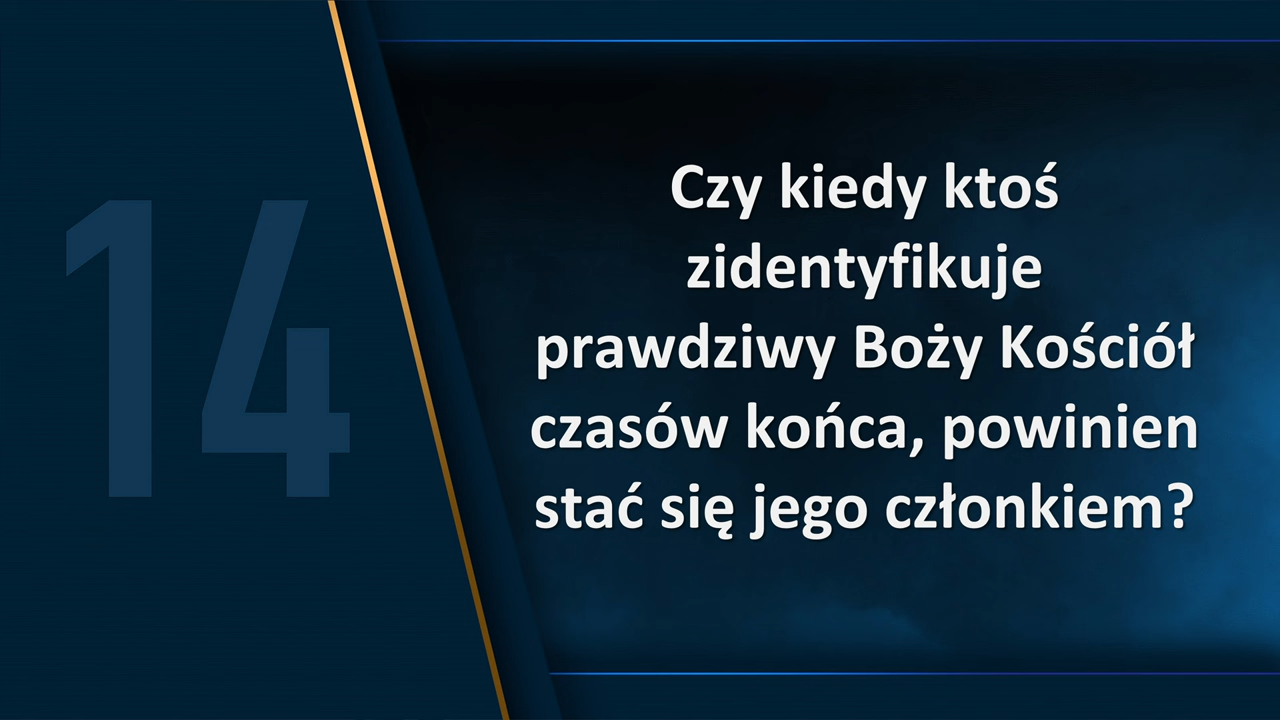 14
Czy kiedy ktoś
zidentyfikuje
prawdziwy Boży Kościół
czasów końca, powinien
stać się jego członkiem?